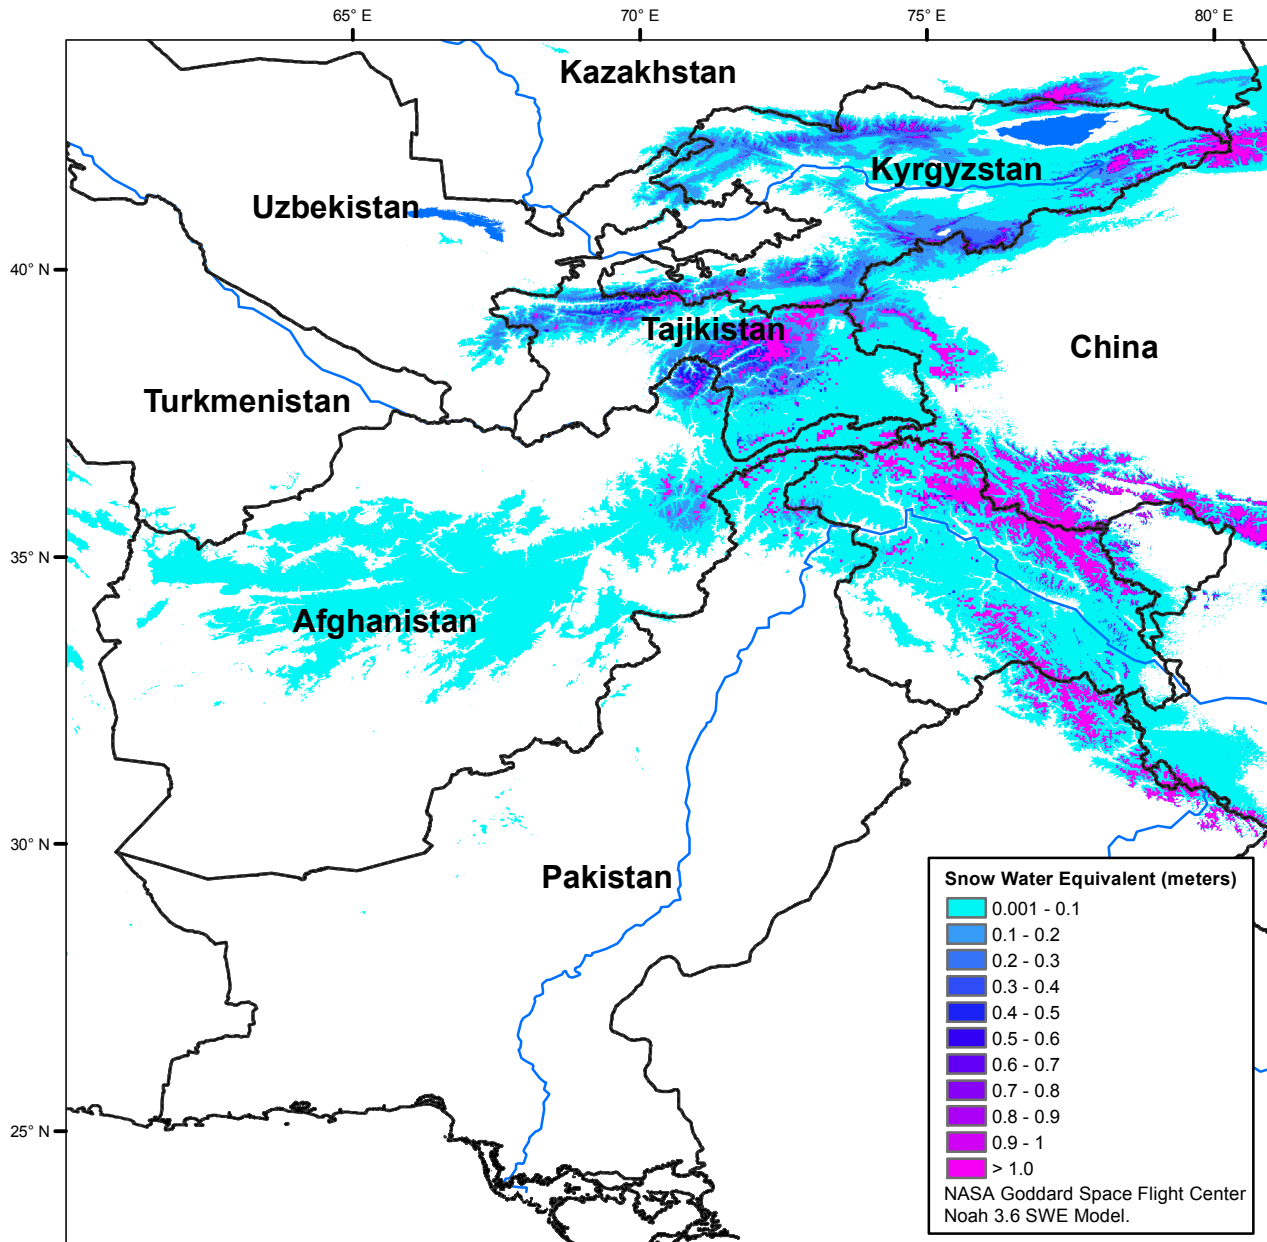 65° E
70° E
75° E
80° E
Kazakhstan
Kyrgyzstan
Uzbekistan
40° N
Tajikistan
China
Turkmenistan
35° N
Afghanistan
30° N
Pakistan
25° N
Snow Water Equivalent (meters)
0.001 - 0.1
0.1 - 0.2
0.2 - 0.3
0.3 - 0.4
0.4 - 0.5
0.5 - 0.6
0.6 - 0.7
0.7 - 0.8
0.8 - 0.9
0.9 - 1
> 1.0
NASA Goddard Space Flight Center
Noah 3.6 SWE Model.